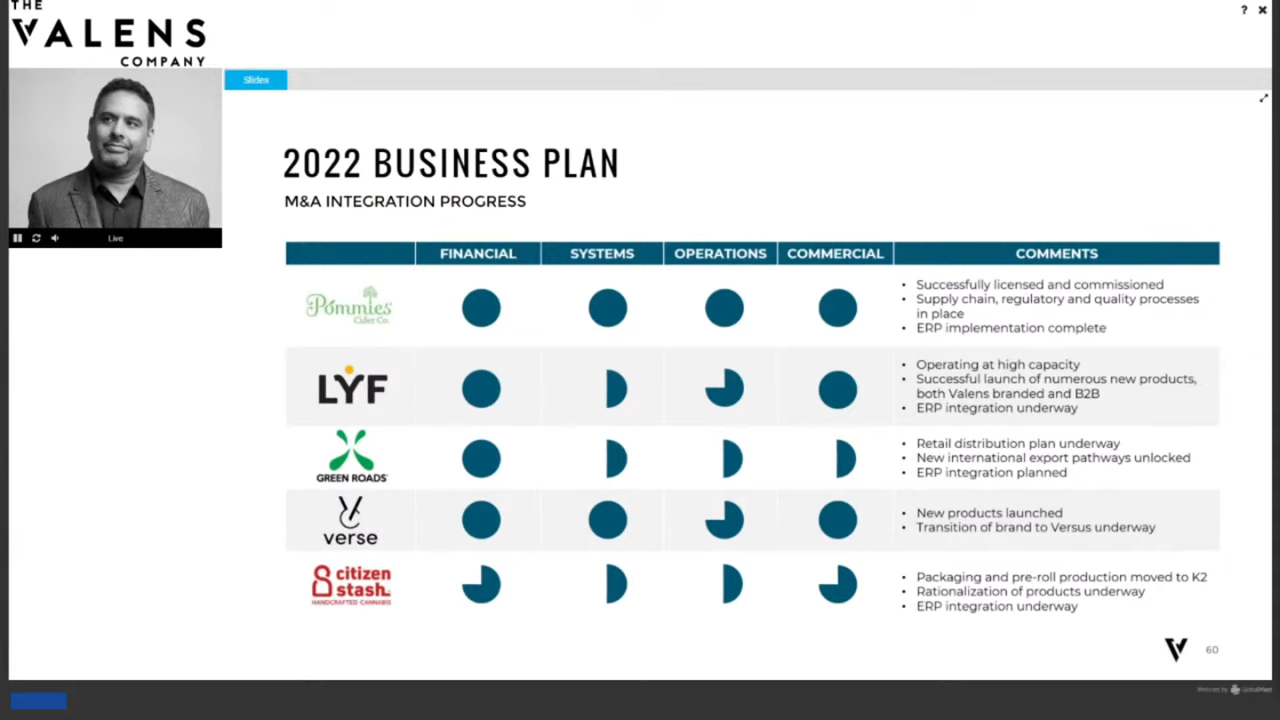 THE
VALENS
COMPANY
? ✖
Slides
Live
2022 BUSINESS PLAN
M&A INTEGRATION PROGRESS
FINANCIAL SYSTEMS OPERATIONS COMMERCIAL COMMENTS
Pómmies
Cider Co.
• Successfully licensed and commissioned
• Supply chain, regulatory and quality processes
in place
• ERP implementation complete
LYF
• Operating at high capacity
• Successful launch of numerous new products,
both Valens branded and B2B
• ERP integration underway
GREEN ROADS
• Retail distribution plan underway
• New international export pathways unlocked
• ERP integration planned
verse
• New products launched
• Transition of brand to Versus underway
citizen
stash
HANDCRAFTED CANNABIS
• Packaging and pre-roll production moved to K2
• Rationalization of products underway
• ERP integration underway
60
Webcast by GlobalMeet